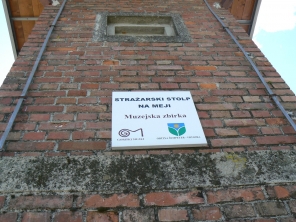 STRAŽARSKI STOLP
NA MEJI
Muzejska zbirka